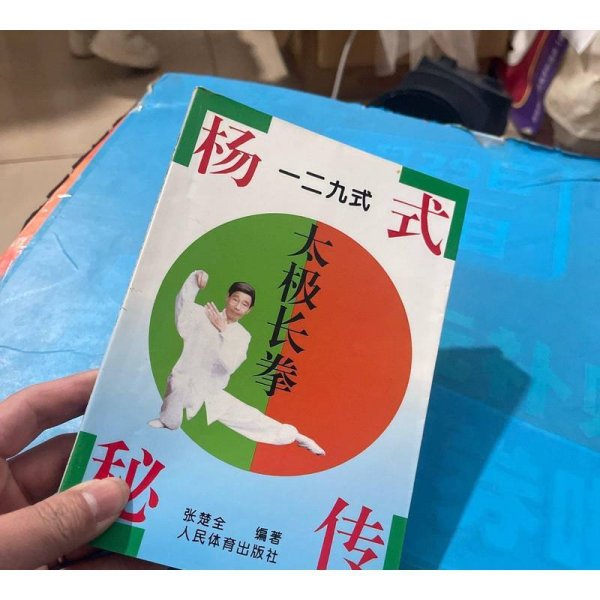 杨式
一二九式
太极长拳
秘传
张楚全 编著
人民体育出版社